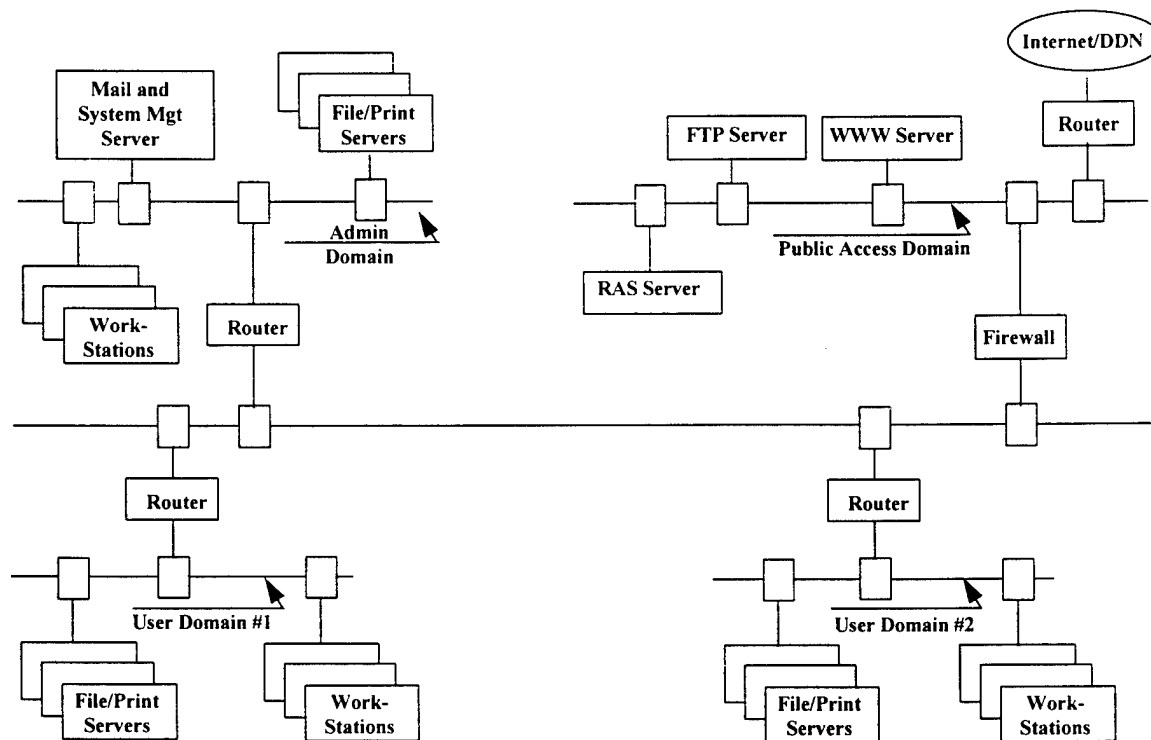 Internet/DDN
Mail and
System Mgt
Server
File/Print
Servers
FTP Server
WWW Server
Router
Admin
Domain
Public Access Domain
RAS Server
Work-
Stations
Router
Firewall
Router
Router
User Domain #1
User Domain #2
File/Print
Servers
Work-
Stations
File/Print
Servers
Work-
Stations